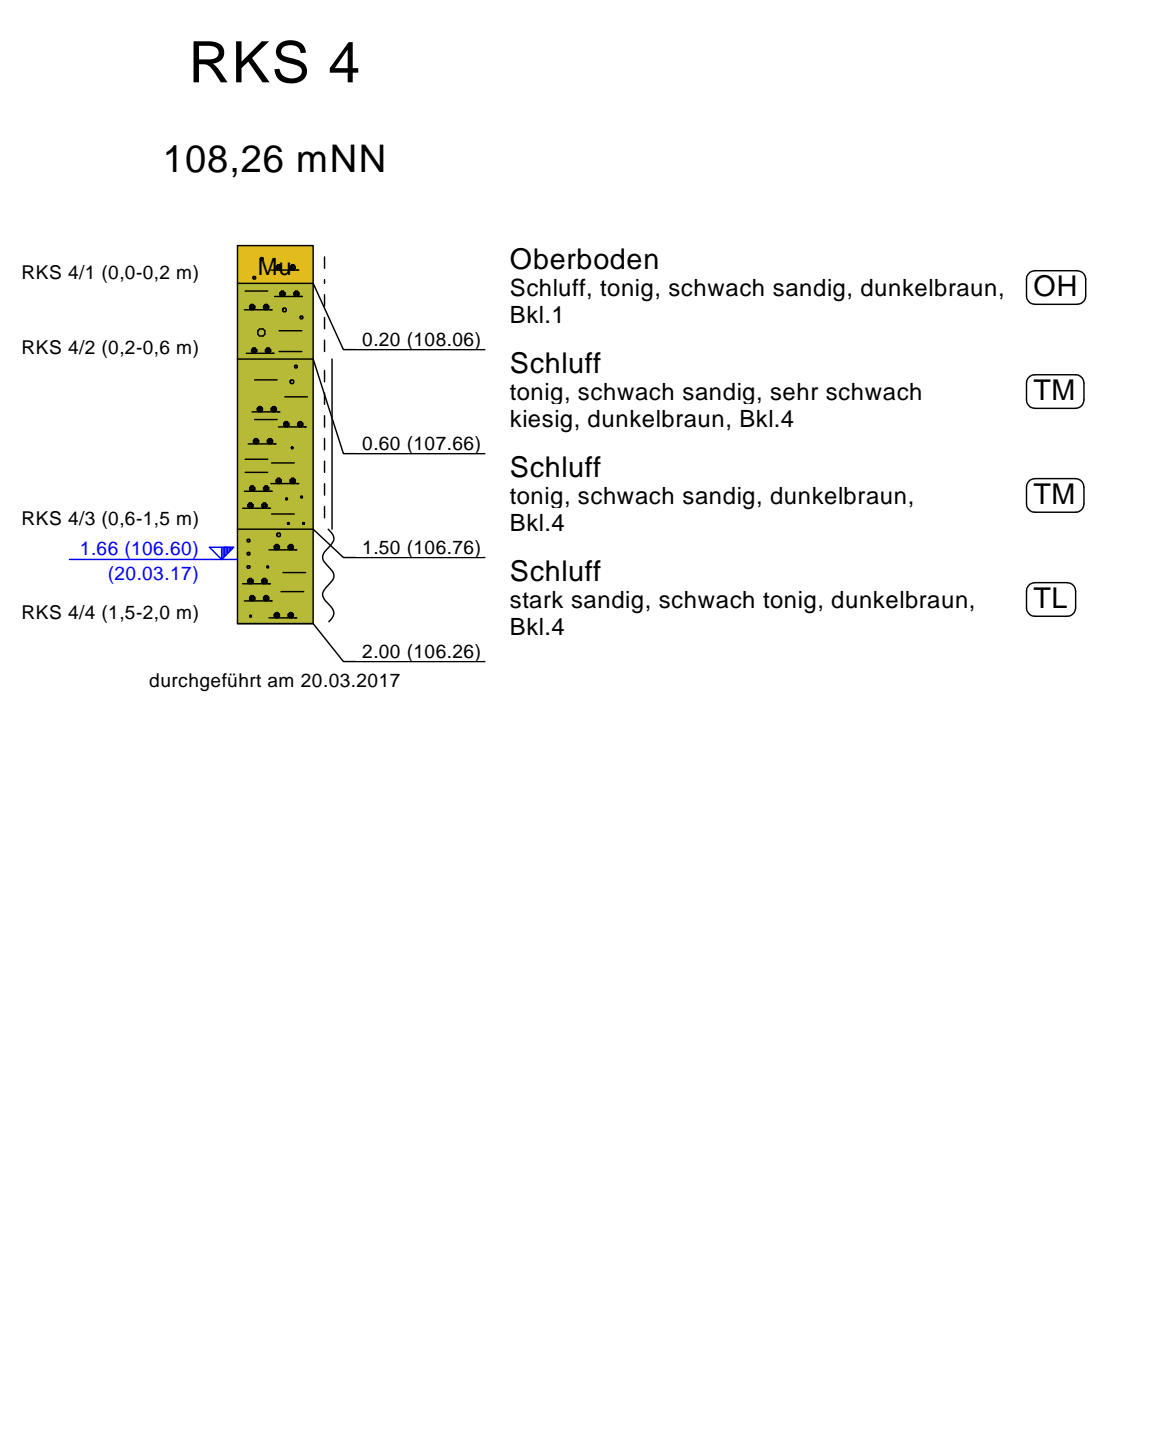 RKS 4
108,26 mNN
Mu
RKS 4/1 (0,0-0,2 m)
Oberboden
Schluff, tonig, schwach sandig, dunkelbraun,
Bkl.1
OH
0.20 (108.06)
RKS 4/2 (0,2-0,6 m)
Schluff
tonig, schwach sandig, sehr schwach
kiesig, dunkelbraun, Bkl.4
TM
0.60 (107.66)
Schluff
tonig, schwach sandig, dunkelbraun,
Bkl.4
TM
RKS 4/3 (0,6-1,5 m)
1.50 (106.76)
1.66 (106.60)
(20.03.17)
Schluff
stark sandig, schwach tonig, dunkelbraun,
Bkl.4
TL
RKS 4/4 (1,5-2,0 m)
2.00 (106.26)
durchgeführt am 20.03.2017